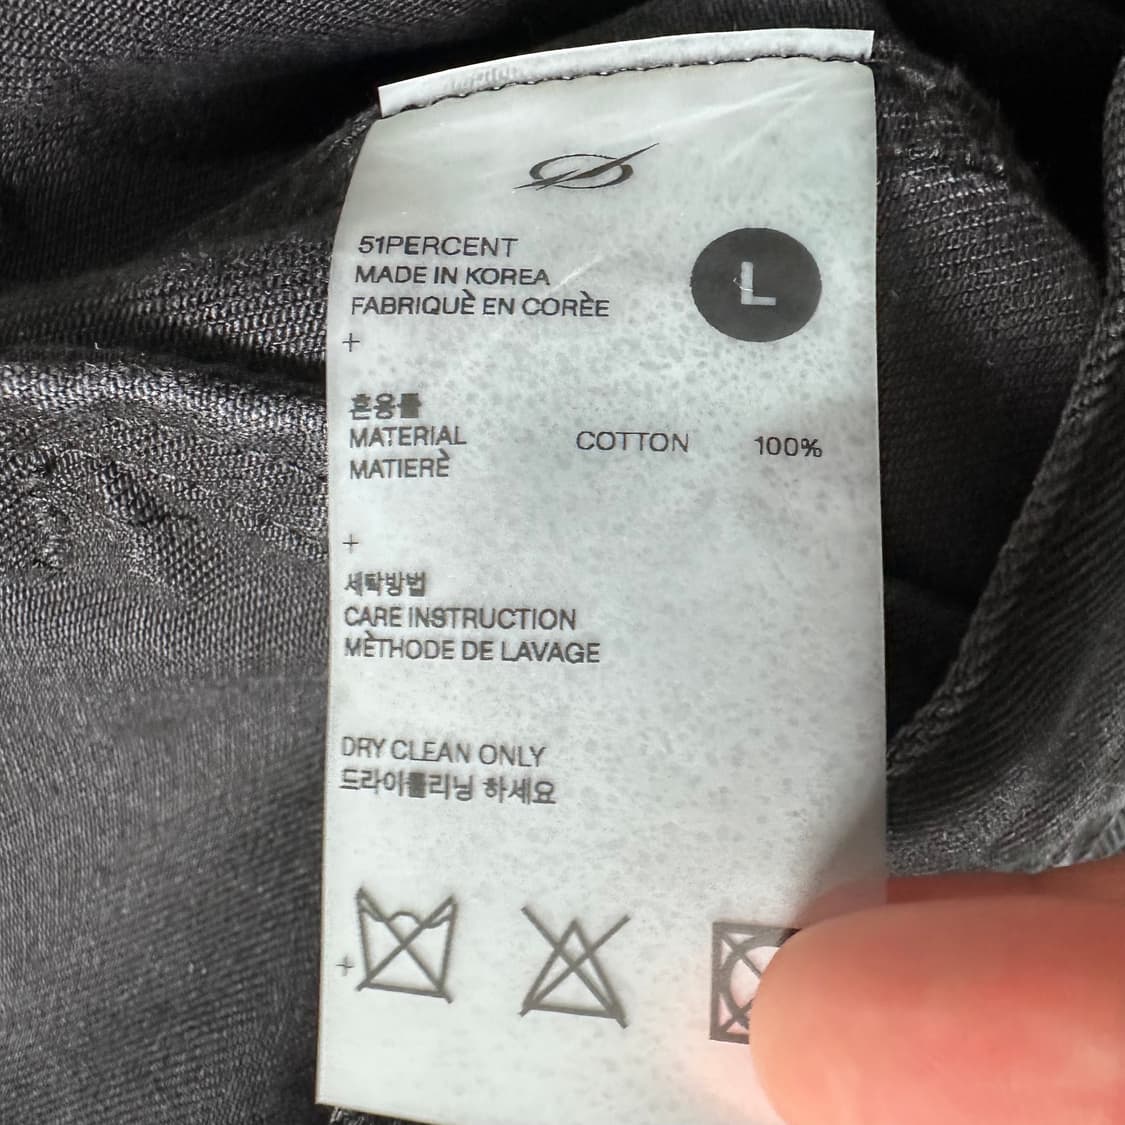 51PERCENT
MADE IN KOREA
FABRIQUÈ EN CORÈE
L
+
혼용률
MATERIAL COTTON 100%
MATIERÈ
+
세탁방법
CARE INSTRUCTION
MÈTHODE DE LAVAGE
DRY CLEAN ONLY
드라이클리닝 하세요
+